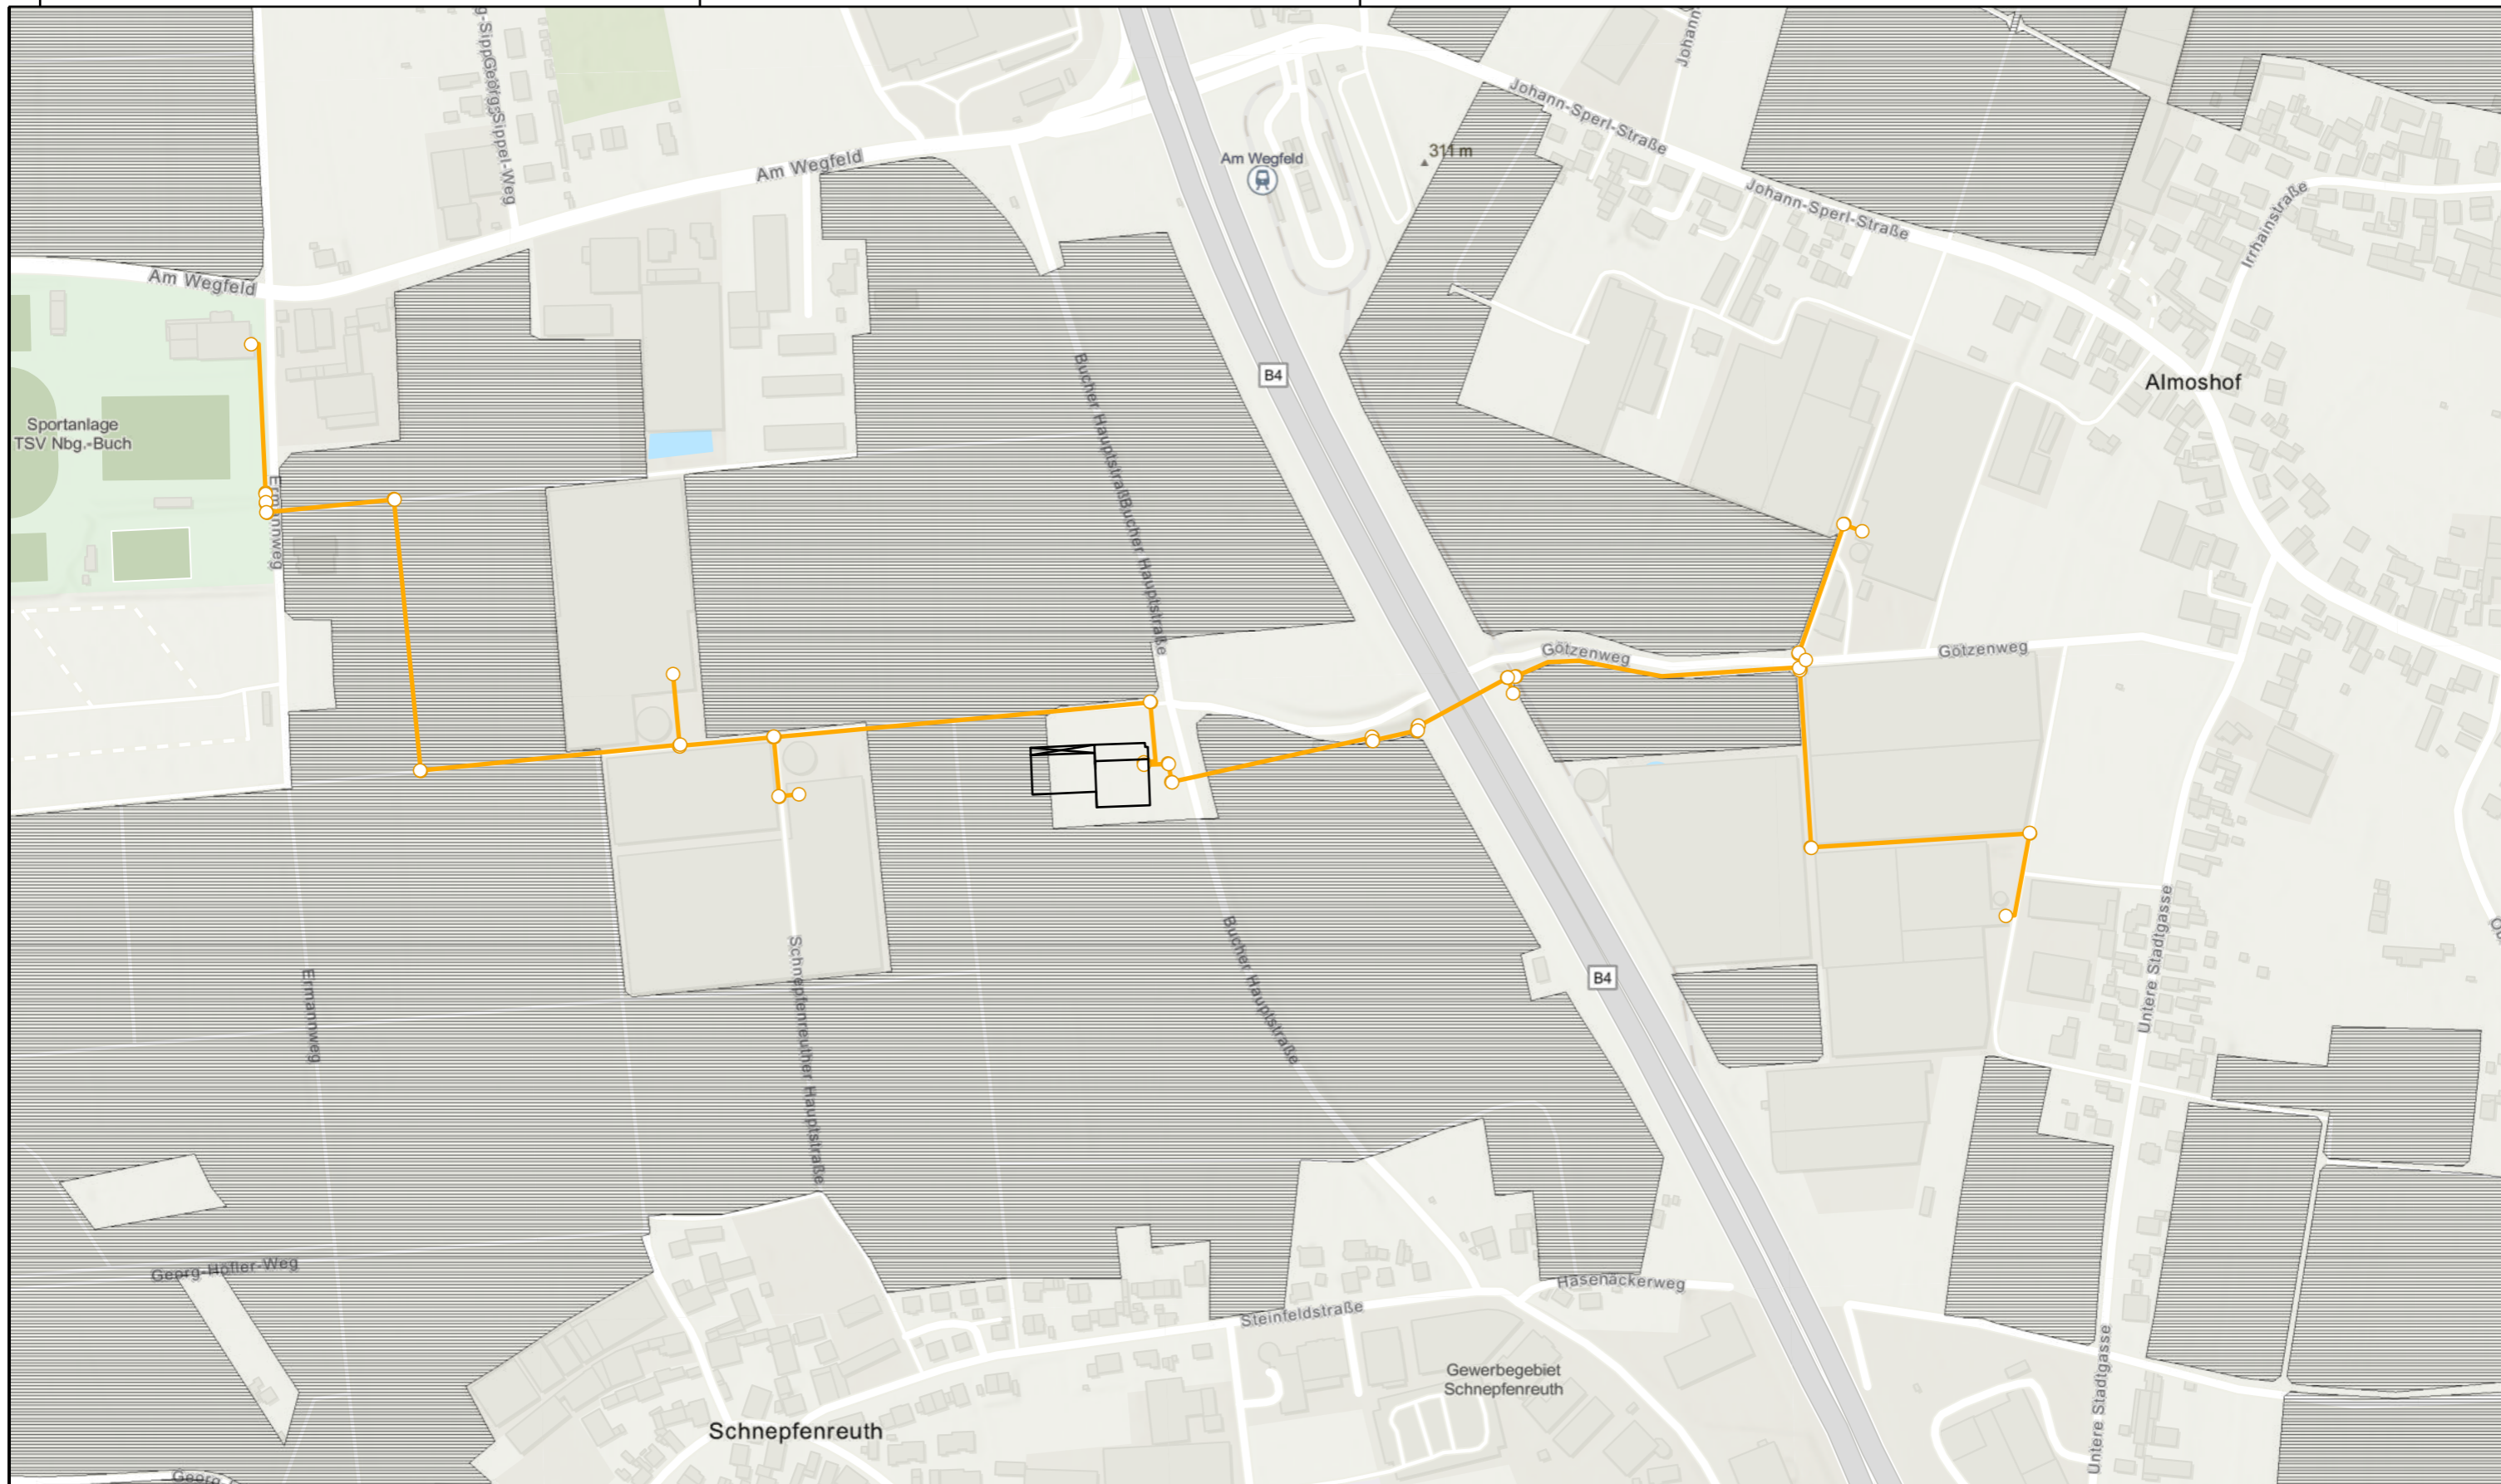 Georg-Sippel-Weg
Johann-Sperl-Straße
311 m
Am Wegfeld
Am Wegfeld
Johann-Sperl-Straße
Irrhainstraße
Am Wegfeld
B4
Almoshof
Bucher Hauptstraße
Sportanlage
TSV Nbg.-Buch
Ermannweg
Bucher Hauptstraße
Götzenweg
Götzenweg
Untere Stadtgasse
Bucher Hauptstraße
Schnepfenreuther Hauptstraße
Ermannweg
B4
Georg-Höfler-Weg
Hasenäckerweg
Steinfeldstraße
Gewerbegebiet
Schnepfenreuth
Untere Stadtgasse
Schnepfenreuth
Georg